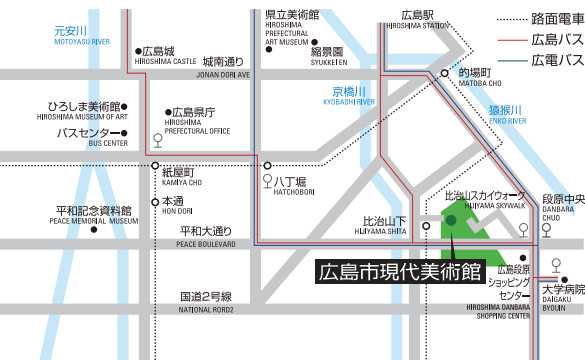 元安川
MOTOYASU RIVER
広島城
HIROSHIMA CASTLE
城南通り
JONAN DORI AVE
県立美術館
HIROSHIMA
PREFECTURAL
ART MUSEUM
縮景園
SYUKKEIEN
広島駅
HIROSHIMA STATION
路面電車
広島バス
広電バス
的場町
MATOBA CHO
京橋川
KYOBASHI RIVER
猿猴川
ENKO RIVER
ひろしま美術館
HIROSHIMA MUSEUM OF ART
バスセンター
BUS CENTER
広島県庁
HIROSHIMA
PREFECTURAL OFFICE
紙屋町
KAMIYA CHO
八丁堀
HATCHOBORI
本通
HON DORI
平和記念資料館
PEACE MEMORIAL MUSEUM
平和大通り
PEACE BOULEVARD
比治山下
HIJIYAMA SHITA
比治山スカイウォーク
HIJIYAMA SKYWALK
段原中央
DANBARA
CHUO
広島市現代美術館
広島段原
ショッピング
センター
HIROSHIMA DANBARA
SHOPPING CENTER
大学病院
DAIGAKU
BYOUIN
国道2号線
NATIONAL RORD2